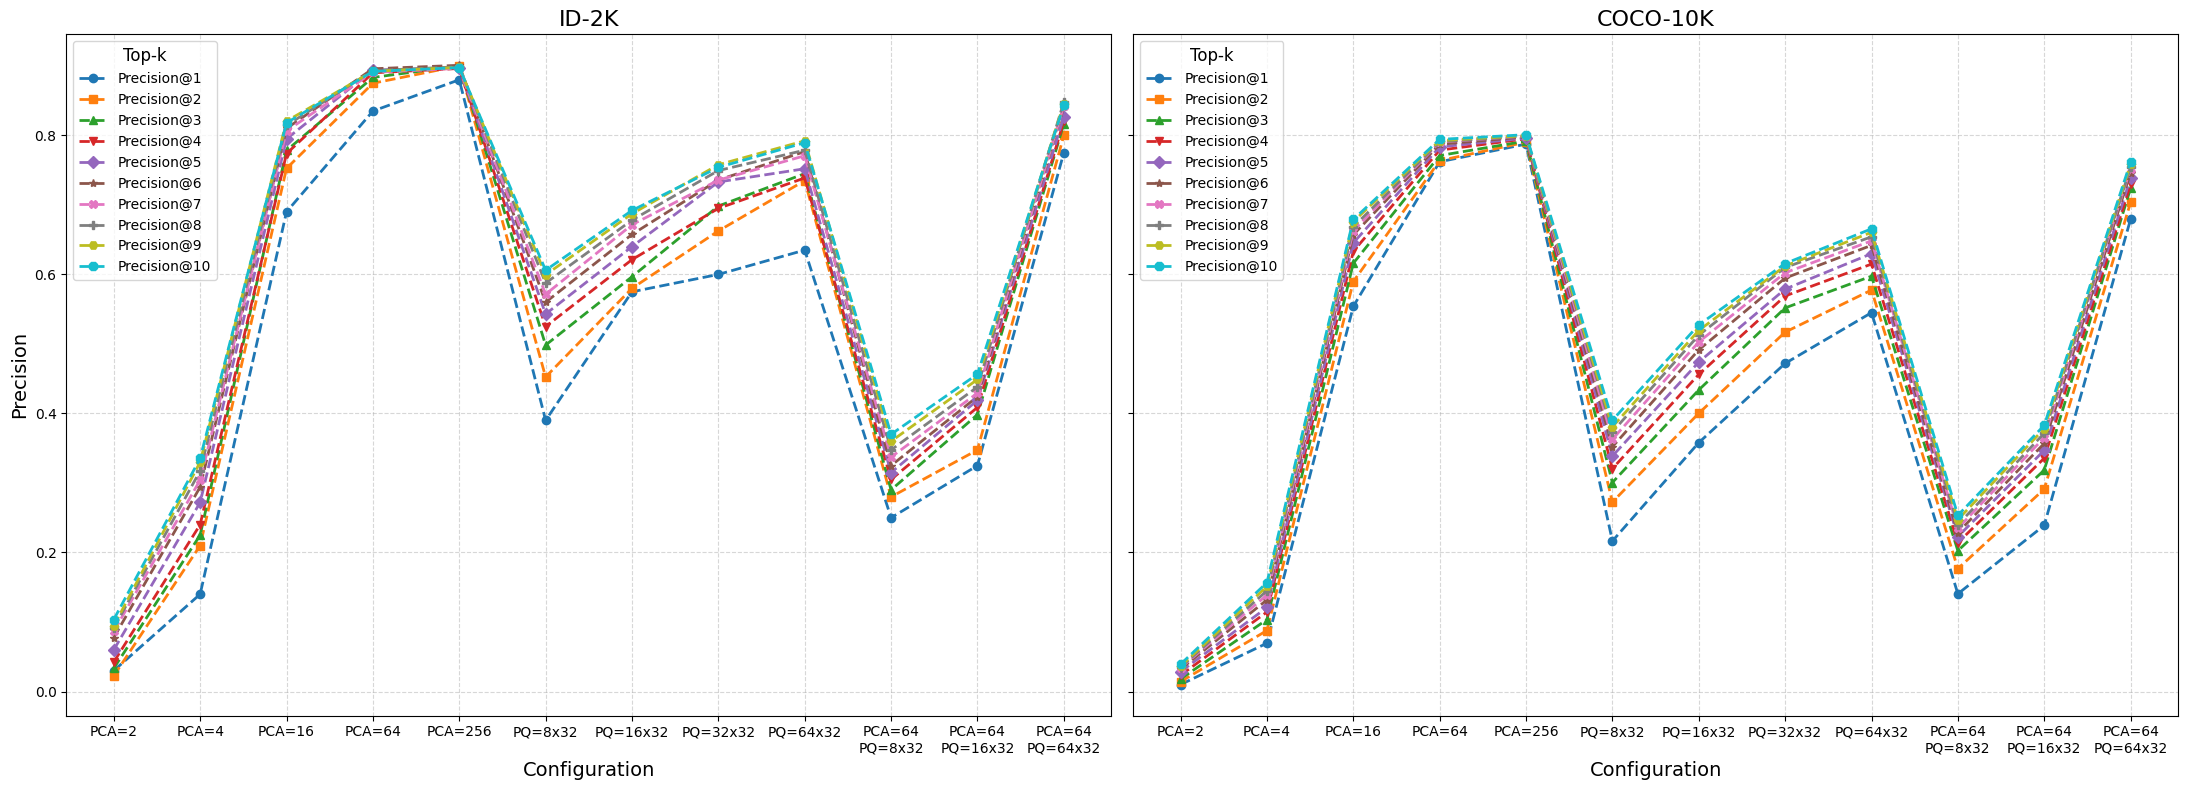 ID-2K
Top-k
Precision@1
Precision@2
Precision@3
Precision@4
Precision@5
Precision@6
Precision@7
Precision@8
Precision@9
Precision@10
Precision
0.8
0.6
0.4
0.2
0.0
PCA=2 PCA=4 PCA=16 PCA=64 PCA=256 PQ=8x32 PQ=16x32 PQ=32x32 PQ=64x32 PCA=64 PCA=64 PCA=64
PQ=8x32 PQ=16x32 PQ=64x32
Configuration
COCO-10K
Top-k
Precision@1
Precision@2
Precision@3
Precision@4
Precision@5
Precision@6
Precision@7
Precision@8
Precision@9
Precision@10
PCA=2 PCA=4 PCA=16 PCA=64 PCA=256 PQ=8x32 PQ=16x32 PQ=32x32 PQ=64x32 PCA=64 PCA=64 PCA=64
PQ=8x32 PQ=16x32 PQ=64x32
Configuration